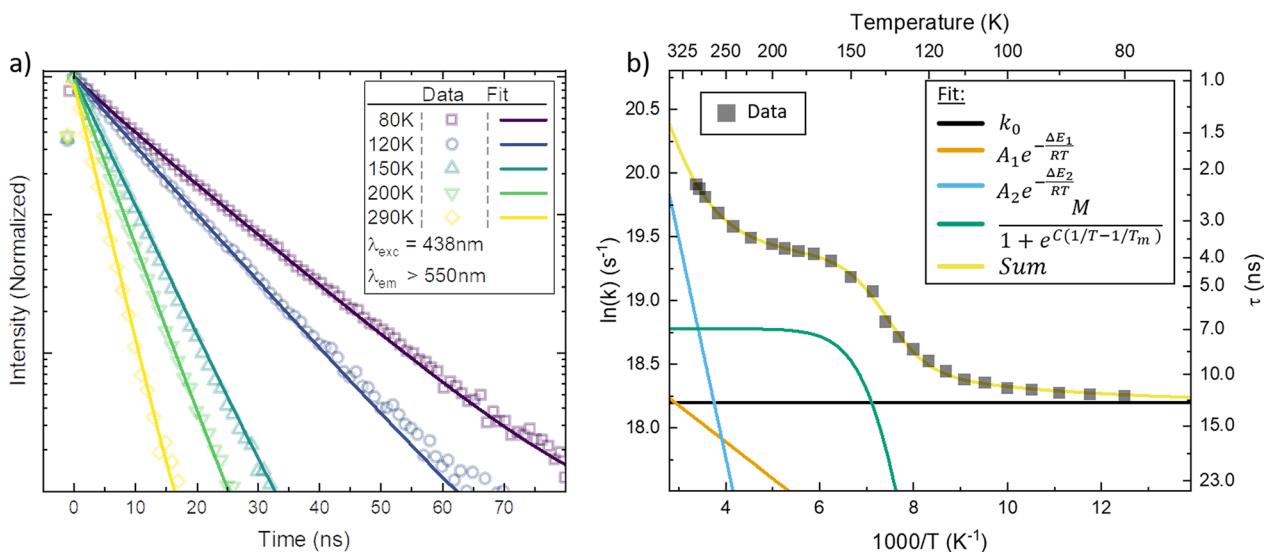 a)
Intensity (Normalized)
Data Fit
80K
120K
150K
200K
290K
λexc = 438nm
λem > 550nm
0 10 20 30 40 50 60 70
Time (ns)
b)
Temperature (K)
325 250 200 150 120 100 80
ln(k) (s⁻¹)
20.5
20.0
19.5
19.0
18.5
18.0
Data
Fit:
k₀
A₁e^-ΔE₁/RT
A₂e^-ΔE₂/RT
M
1 + e^C(1/T−1/Tₘ)
Sum
1.0
1.5
2.0
3.0
4.0
5.0
7.0
10.0
15.0
23.0
τ (ns)
4 6 8 10 12
1000/T (K⁻¹)